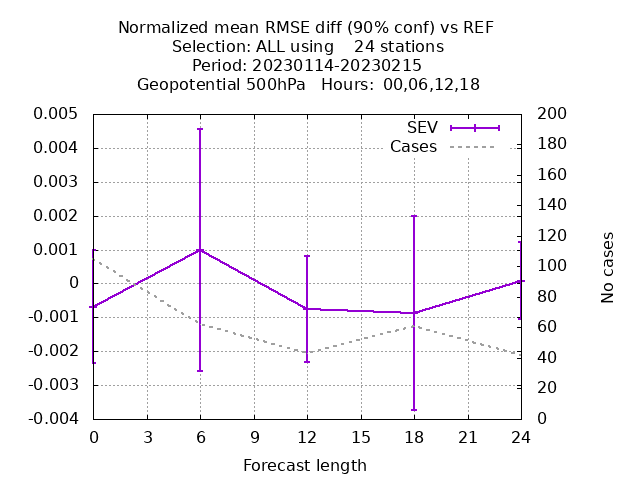 Normalized mean RMSE diff (90% conf) vs REF
Selection: ALL using    24 stations
Period: 20230114-20230215
Geopotential 500hPa   Hours:  00,06,12,18
SEV
Cases
0.005
0.004
0.003
0.002
0.001
0
-0.001
-0.002
-0.003
-0.004
200
180
160
140
120
100
80
60
40
20
0
No cases
0 3 6 9 12 15 18 21 24
Forecast length